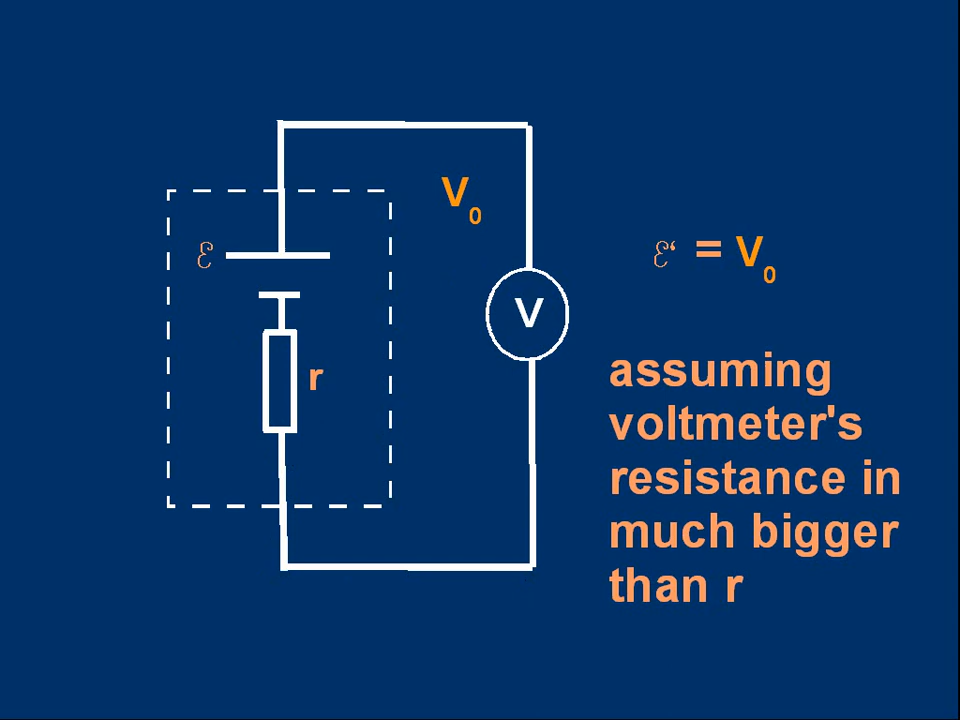 V₀
ℰ
ℰ‘ = V₀
V
r
assuming
voltmeter's
resistance in
much bigger
than r